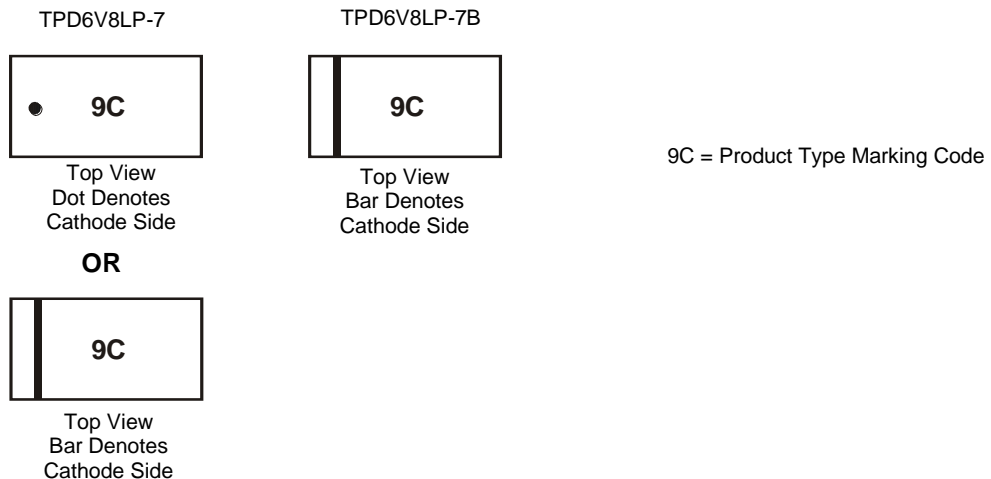 TPD6V8LP-7
9C
Top View
Dot Denotes
Cathode Side
OR
9C
Top View
Bar Denotes
Cathode Side
TPD6V8LP-7B
9C
Top View
Bar Denotes
Cathode Side
9C = Product Type Marking Code